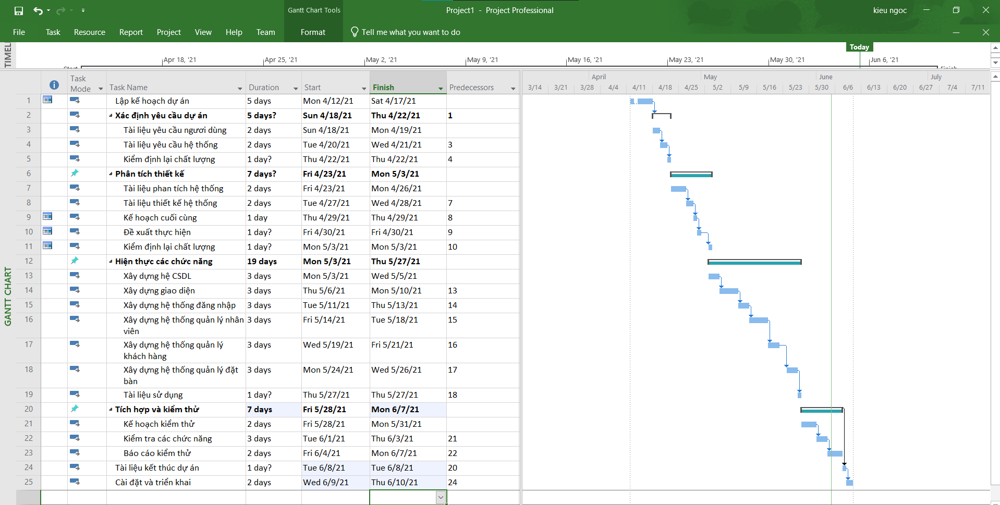 Gantt Chart Tools
Project1 - Project Professional
kieu ngoc
File Task Resource Report Project View Help Team Format Tell me what you want to do
Today
Apr 18, '21 Apr 25, '21 May 2, '21 May 9, '21 May 16, '21 May 23, '21 May 30, '21 Jun 6, '21
GANTT CHART
Task Mode Task Name Duration Start Finish Predecessors
April May June July
3/14 3/21 3/28 4/4 4/11 4/18 4/25 5/2 5/9 5/16 5/23 5/30 6/6 6/13 6/20 6/27 7/4 7/11
1 Lập kế hoạch dự án 5 days Mon 4/12/21 Sat 4/17/21
2 Xác định yêu cầu dự án 5 days? Sun 4/18/21 Thu 4/22/21 1
3 Tài liệu yêu cầu ngươi dùng 2 days Sun 4/18/21 Mon 4/19/21
4 Tài liệu yêu cầu hệ thống 2 days Tue 4/20/21 Wed 4/21/21 3
5 Kiểm định lại chất lượng 1 day? Thu 4/22/21 Thu 4/22/21 4
6 Phân tích thiết kế 7 days? Fri 4/23/21 Mon 5/3/21
7 Tài liệu phan tích hệ thống 2 days Fri 4/23/21 Mon 4/26/21
8 Tài liệu thiết kế hệ thống 2 days Tue 4/27/21 Wed 4/28/21 7
9 Kế hoạch cuối cùng 1 day Thu 4/29/21 Thu 4/29/21 8
10 Đề xuất thực hiện 1 day? Fri 4/30/21 Fri 4/30/21 9
11 Kiểm định lại chất lượng 1 day? Mon 5/3/21 Mon 5/3/21 10
12 Hiện thực các chức năng 19 days Mon 5/3/21 Thu 5/27/21
13 Xây dựng hệ CSDL 3 days Mon 5/3/21 Wed 5/5/21
14 Xây dựng giao diện 3 days Thu 5/6/21 Mon 5/10/21 13
15 Xây dựng hệ thống đăng nhập 3 days Tue 5/11/21 Thu 5/13/21 14
16 Xây dựng hệ thống quản lý nhân 3 days Fri 5/14/21 Tue 5/18/21 15
viên
17 Xây dựng hệ thống quản lý 3 days Wed 5/19/21 Fri 5/21/21 16
khách hàng
18 Xây dựng hệ thống quản lý đặt 3 days Mon 5/24/21 Wed 5/26/21 17
bàn
19 Tài liệu sử dụng 1 day? Thu 5/27/21 Thu 5/27/21 18
20 Tích hợp và kiểm thử 7 days Fri 5/28/21 Mon 6/7/21
21 Kế hoạch kiểm thử 2 days Fri 5/28/21 Mon 5/31/21
22 Kiểm tra các chức năng 3 days Tue 6/1/21 Thu 6/3/21 21
23 Báo cáo kiểm thử 2 days Fri 6/4/21 Mon 6/7/21 22
24 Tài liệu kết thúc dự án 1 day? Tue 6/8/21 Tue 6/8/21 20
25 Cài đặt và triển khai 2 days Wed 6/9/21 Thu 6/10/21 24